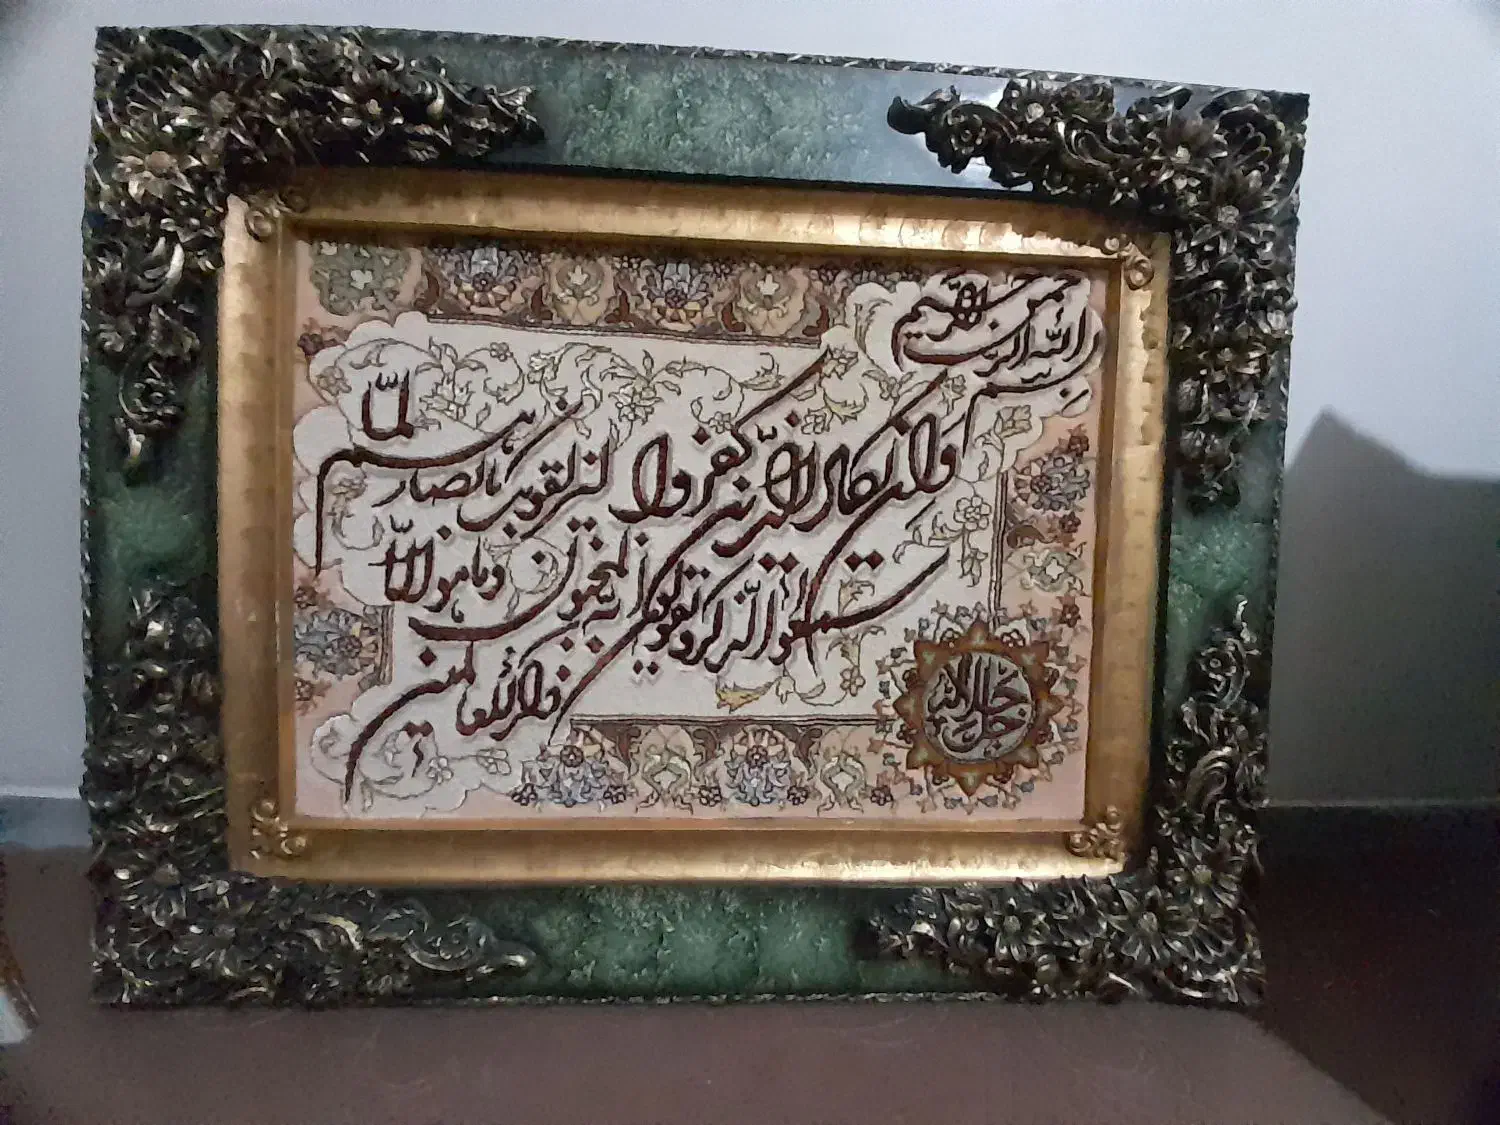 بسم الله الرحمن الرحیم
وان یکاد الذین کفروا لیزلقونک بابصارهم لما
سمعوا الذکر و یقولون انه لمجنون و ما هو الا
ذکر للعالمین
جل جلاله